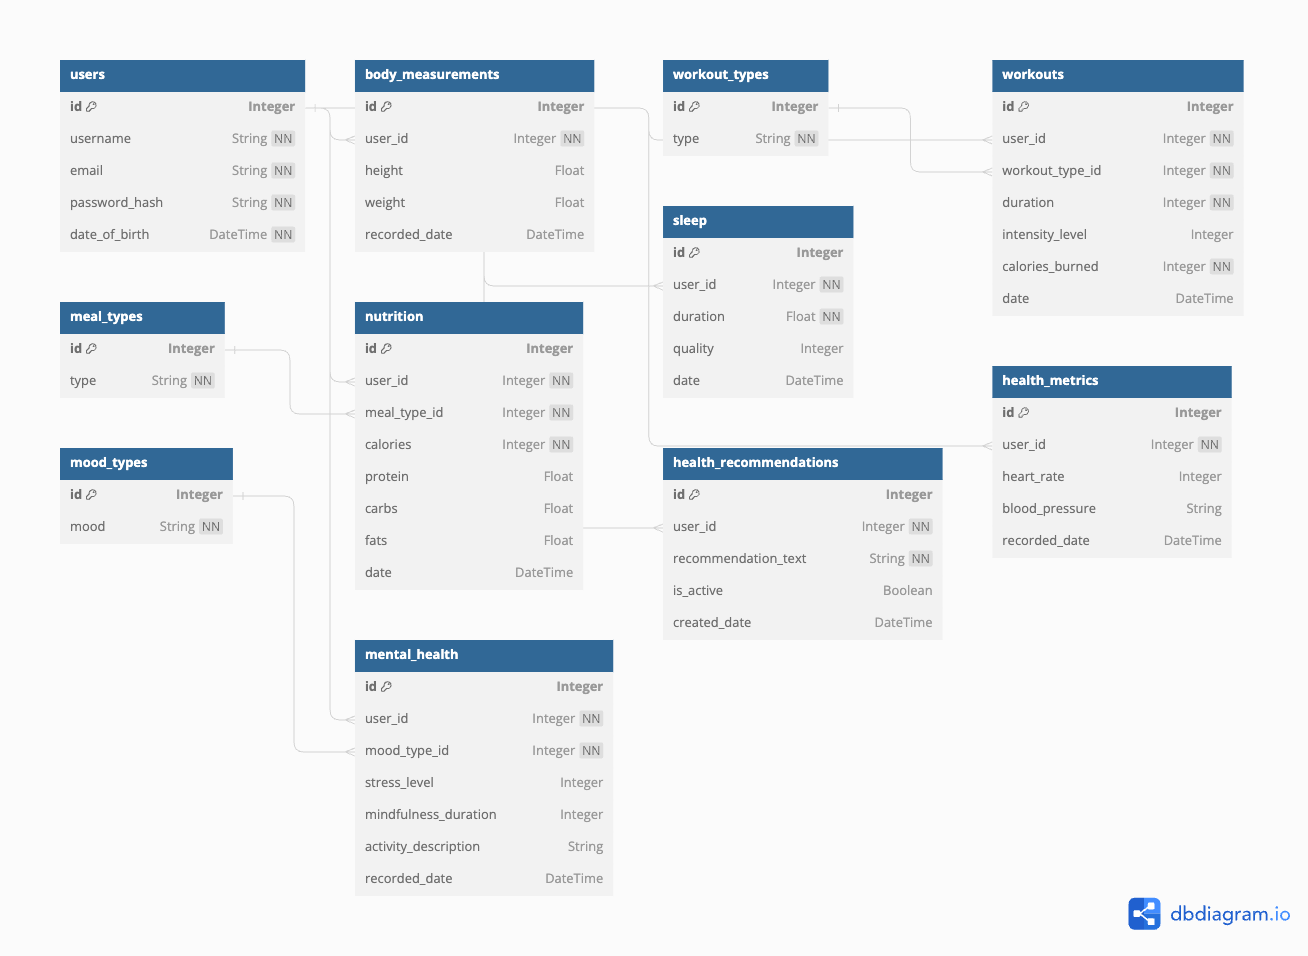 users
id Integer
username String NN
email String NN
password_hash String NN
date_of_birth DateTime NN
body_measurements
id Integer
user_id Integer NN
height Float
weight Float
recorded_date DateTime
workout_types
id Integer
type String NN
workouts
id Integer
user_id Integer NN
workout_type_id Integer NN
duration Integer NN
intensity_level Integer
calories_burned Integer NN
date DateTime
sleep
id Integer
user_id Integer NN
duration Float NN
quality Integer
date DateTime
meal_types
id Integer
type String NN
nutrition
id Integer
user_id Integer NN
meal_type_id Integer NN
calories Integer NN
protein Float
carbs Float
fats Float
date DateTime
health_metrics
id Integer
user_id Integer NN
heart_rate Integer
blood_pressure String
recorded_date DateTime
mood_types
id Integer
mood String NN
health_recommendations
id Integer
user_id Integer NN
recommendation_text String NN
is_active Boolean
created_date DateTime
mental_health
id Integer
user_id Integer NN
mood_type_id Integer NN
stress_level Integer
mindfulness_duration Integer
activity_description String
recorded_date DateTime
dbdiagram.io